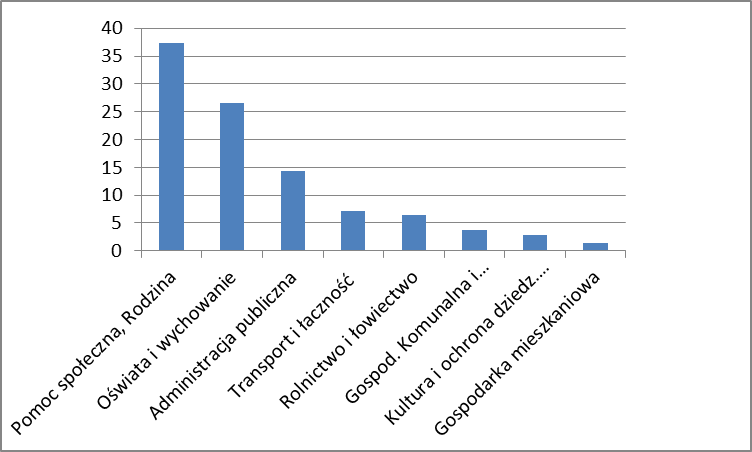 40
35
30
25
20
15
10
5
0
Pomoc społeczna, Rodzina
Oświata i wychowanie
Administracja publiczna
Transport i łaczność
Rolnictwo i łowiectwo
Gospod. Komunalna i...
Kultura i ochrona dziedz....
Gospodarka mieszkaniowa